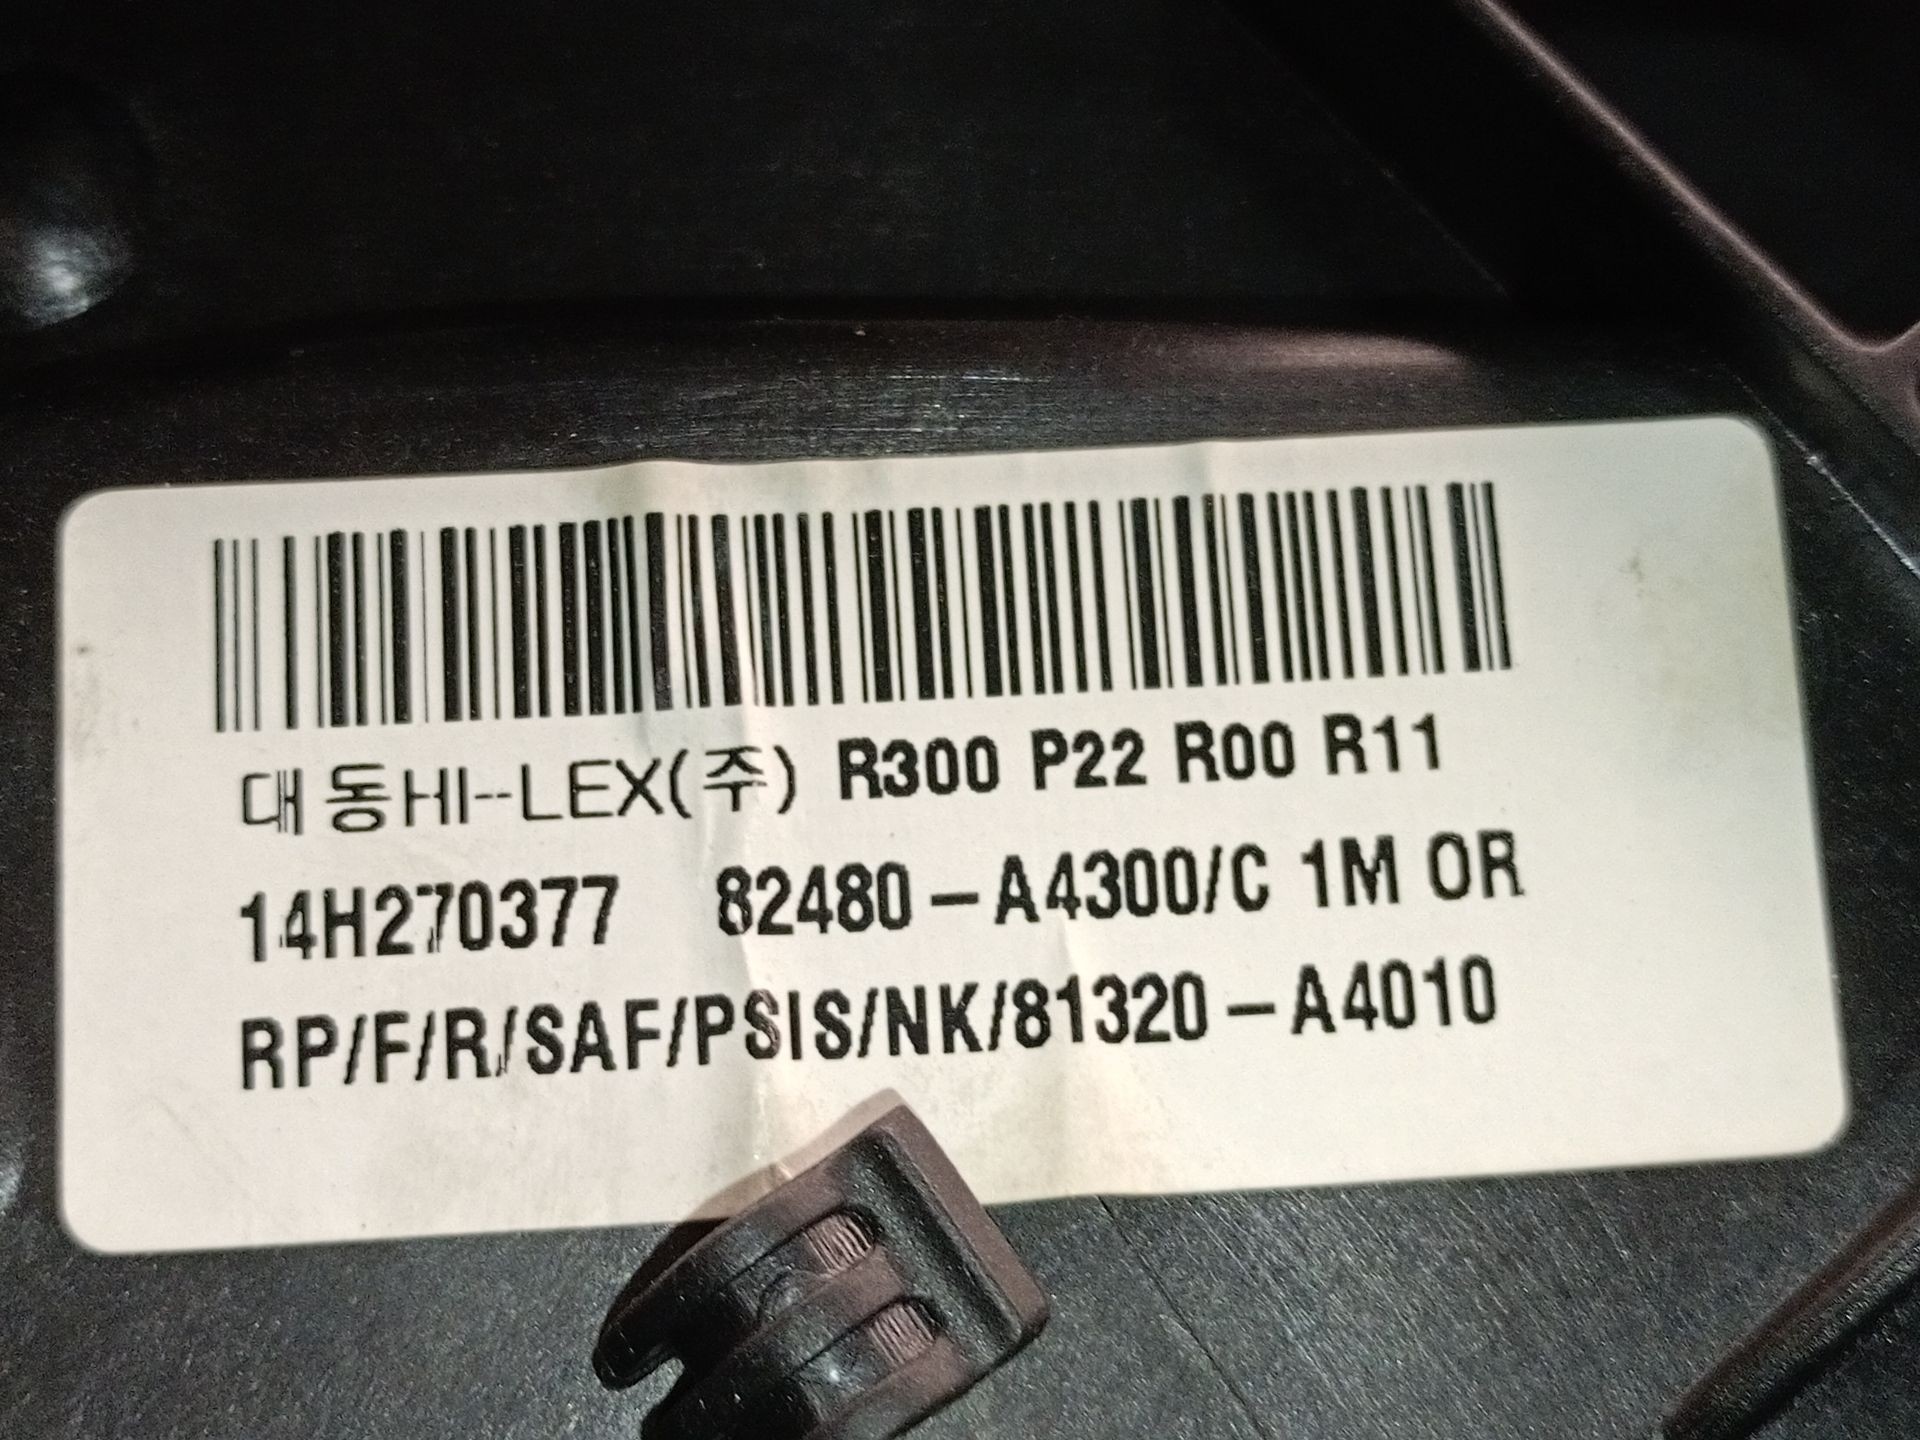 대동HI-LEX(주) R300 P22 R00 R11
14H270377 82480-A4300/C 1M OR
RP/F/R/SAF/PSIS/NK/81320-A4010